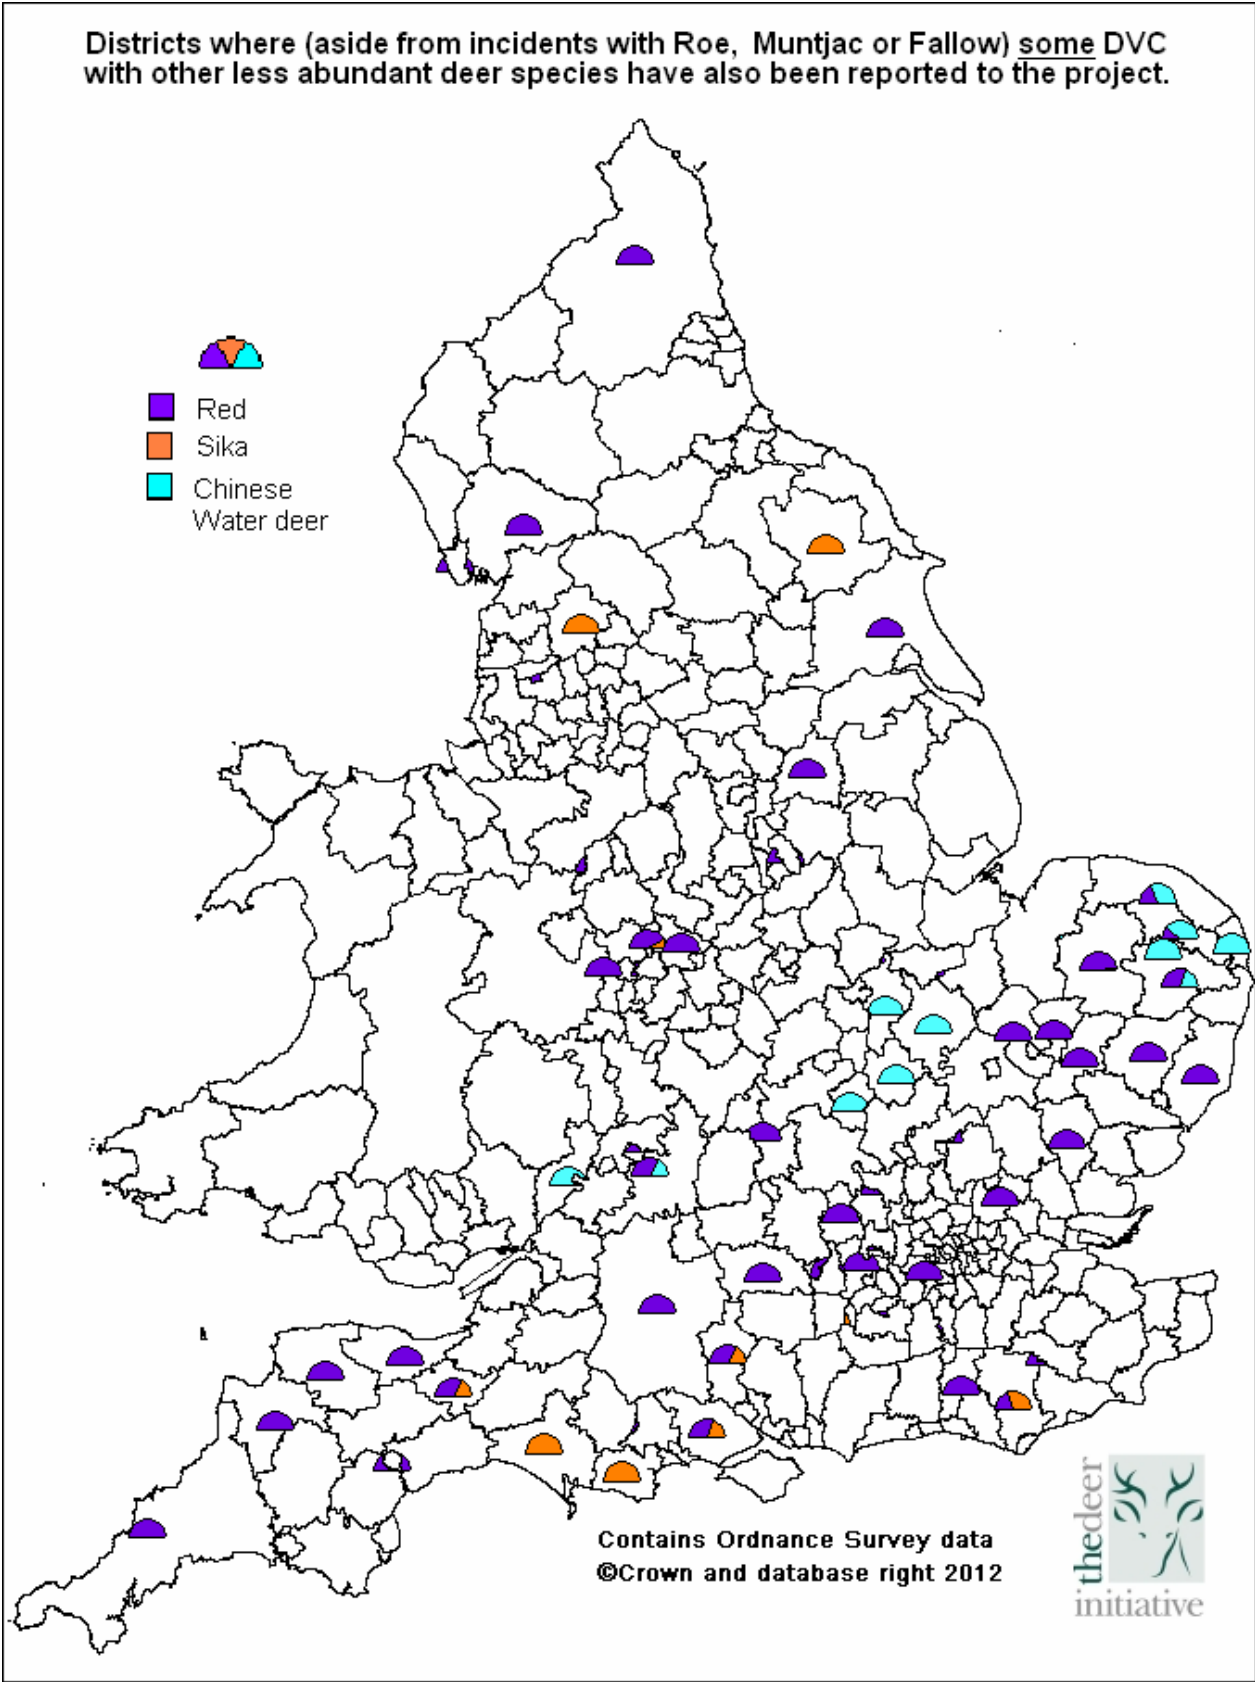 Districts where (aside from incidents with Roe, Muntjac or Fallow) some DVC
with other less abundant deer species have also been reported to the project.
Red
Sika
Chinese
Water deer
Contains Ordnance Survey data
©Crown and database right 2012
thedeer
initiative